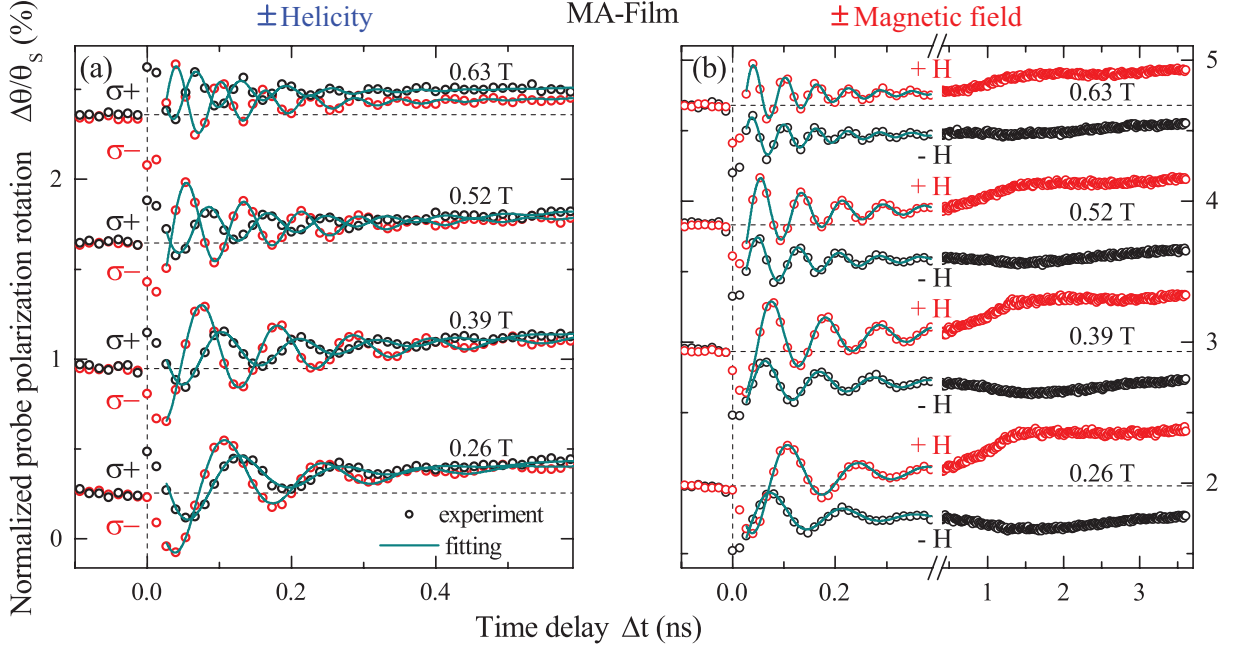 ± Helicity MA-Film ± Magnetic field
Normalized probe polarization rotation Δθ/θs (%)
(a)
0.63 T
σ+
σ−
2
0.52 T
σ+
σ−
0.39 T
σ+
1
σ−
0.26 T
σ+
σ−
experiment
0
fitting
0.0 0.2 0.4
(b)
+ H
5
0.63 T
- H
+ H
4
0.52 T
- H
+ H
0.39 T
3
- H
+ H
0.26 T
2
- H
0.0 0.2 1 2 3
Time delay Δt (ns)